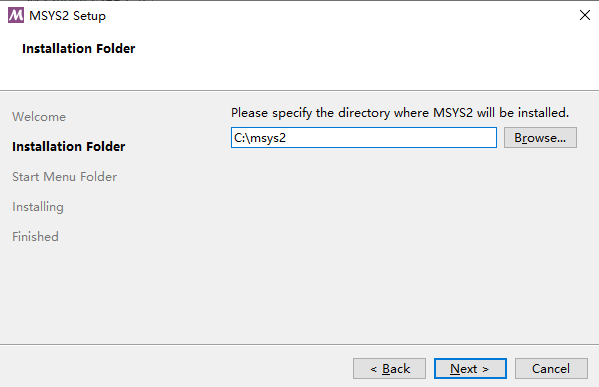 MSYS2 Setup
Installation Folder
Please specify the directory where MSYS2 will be installed.
C:\msys2
Browse...
Welcome
Installation Folder
Start Menu Folder
Installing
Finished
< Back
Next >
Cancel